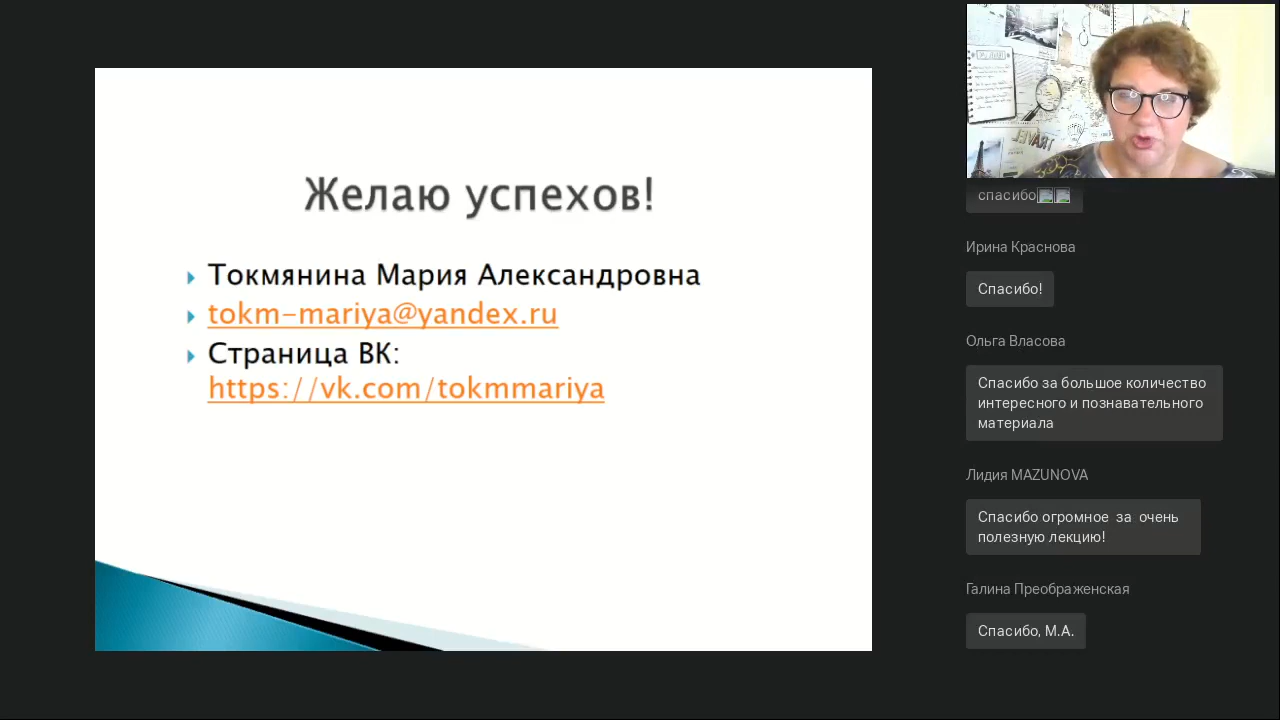 Желаю успехов!
Токмянина Мария Александровна
tokm-mariya@yandex.ru
Страница ВК:
https://vk.com/tokmmariya
TRAVEL
спасибо
Ирина Краснова
Спасибо!
Ольга Власова
Спасибо за большое количество
интересного и познавательного
материала
Лидия MAZUNOVA
Спасибо огромное за очень
полезную лекцию!
Галина Преображенская
Спасибо, М.А.